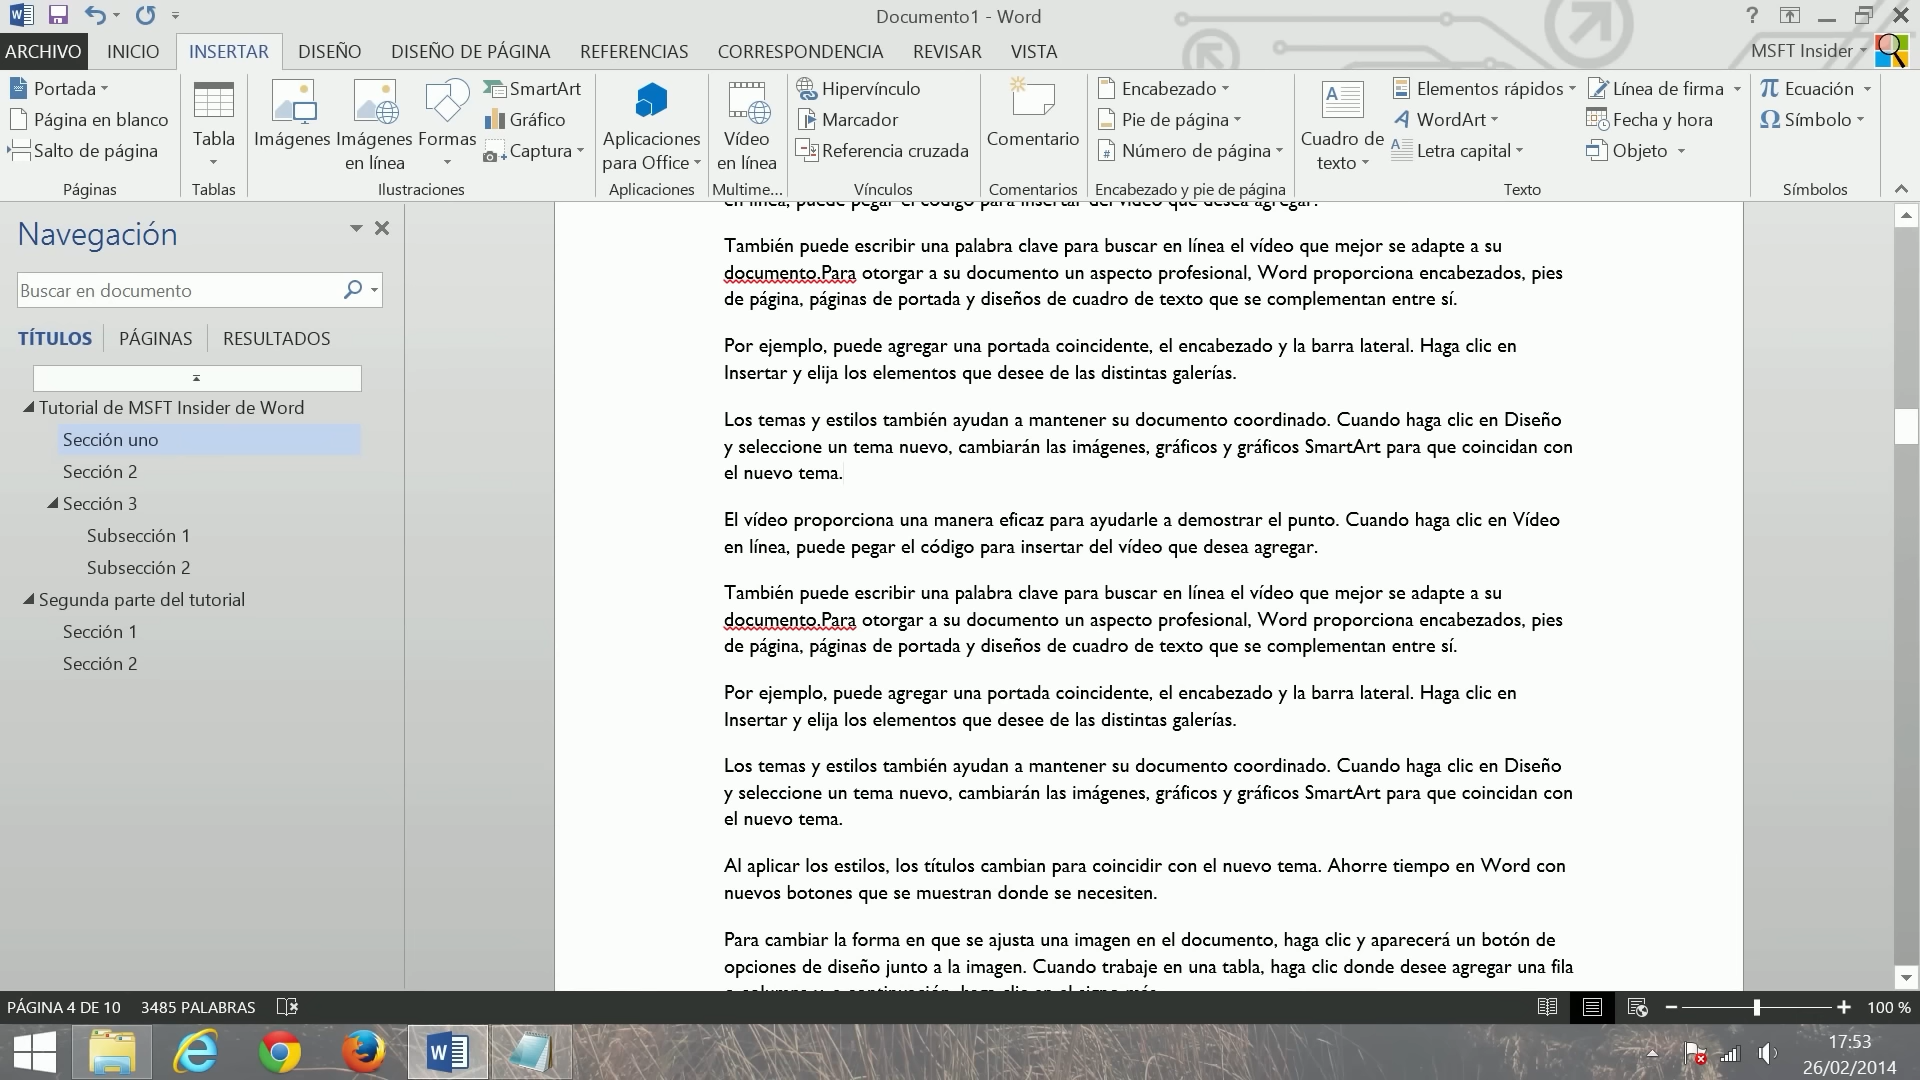 Documento1 - Word
ARCHIVO INICIO INSERTAR DISEÑO DISEÑO DE PÁGINA REFERENCIAS CORRESPONDENCIA REVISAR VISTA MSFT Insider
Portada
Página en blanco
Salto de página
Páginas
Tabla
Tablas
Imágenes
Imágenes
en línea
Formas
SmartArt
Gráfico
Captura
Ilustraciones
Aplicaciones
para Office
Aplicaciones
Vídeo
en línea
Multime...
Hipervínculo
Marcador
Referencia cruzada
Vínculos
Comentario
Comentarios
Encabezado
Pie de página
Número de página
Encabezado y pie de página
Cuadro de
texto
Elementos rápidos
WordArt
Letra capital
Línea de firma
Fecha y hora
Objeto
Texto
Ecuación
Símbolo
Símbolos
Navegación
Buscar en documento
TÍTULOS PÁGINAS RESULTADOS
Tutorial de MSFT Insider de Word
Sección uno
Sección 2
Sección 3
Subsección 1
Subsección 2
Segunda parte del tutorial
Sección 1
Sección 2
en línea, puede pegar el código para insertar del vídeo que desea agregar.
También puede escribir una palabra clave para buscar en línea el vídeo que mejor se adapte a su
documento.Para otorgar a su documento un aspecto profesional, Word proporciona encabezados, pies
de página, páginas de portada y diseños de cuadro de texto que se complementan entre sí.
Por ejemplo, puede agregar una portada coincidente, el encabezado y la barra lateral. Haga clic en
Insertar y elija los elementos que desee de las distintas galerías.
Los temas y estilos también ayudan a mantener su documento coordinado. Cuando haga clic en Diseño
y seleccione un tema nuevo, cambiarán las imágenes, gráficos y gráficos SmartArt para que coincidan con
el nuevo tema.
El vídeo proporciona una manera eficaz para ayudarle a demostrar el punto. Cuando haga clic en Vídeo
en línea, puede pegar el código para insertar del vídeo que desea agregar.
También puede escribir una palabra clave para buscar en línea el vídeo que mejor se adapte a su
documento.Para otorgar a su documento un aspecto profesional, Word proporciona encabezados, pies
de página, páginas de portada y diseños de cuadro de texto que se complementan entre sí.
Por ejemplo, puede agregar una portada coincidente, el encabezado y la barra lateral. Haga clic en
Insertar y elija los elementos que desee de las distintas galerías.
Los temas y estilos también ayudan a mantener su documento coordinado. Cuando haga clic en Diseño
y seleccione un tema nuevo, cambiarán las imágenes, gráficos y gráficos SmartArt para que coincidan con
el nuevo tema.
Al aplicar los estilos, los títulos cambian para coincidir con el nuevo tema. Ahorre tiempo en Word con
nuevos botones que se muestran donde se necesiten.
Para cambiar la forma en que se ajusta una imagen en el documento, haga clic y aparecerá un botón de
opciones de diseño junto a la imagen. Cuando trabaje en una tabla, haga clic donde desee agregar una fila
o columna y, a continuación, haga clic en el signo más.
PÁGINA 4 DE 10 3485 PALABRAS 100 %
17:53
26/02/2014